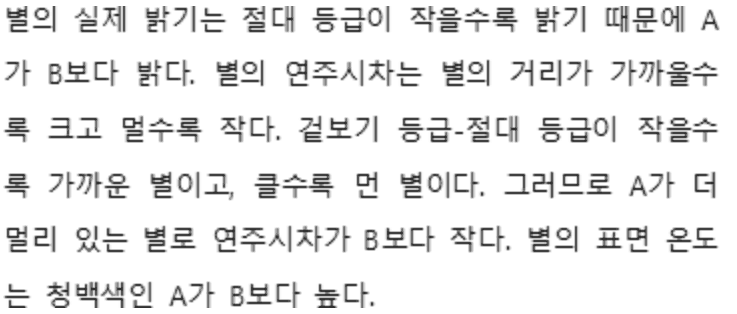 별의 실제 밝기는 절대 등급이 작을수록 밝기 때문에 A
가 B보다 밝다. 별의 연주시차는 별의 거리가 가까울수
록 크고 멀수록 작다. 겉보기 등급-절대 등급이 작을수
록 가까운 별이고, 클수록 먼 별이다. 그러므로 A가 더
멀리 있는 별로 연주시차가 B보다 작다. 별의 표면 온도
는 청백색인 A가 B보다 높다.